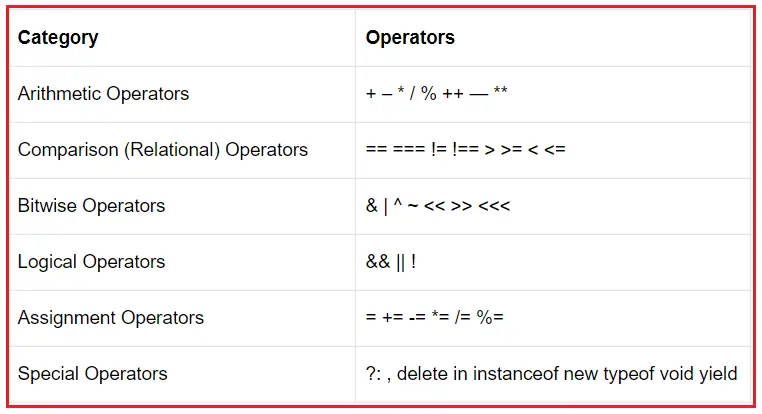 Category Operators
Arithmetic Operators + – * / % ++ — **
Comparison (Relational) Operators == === != !== > >= < <=
Bitwise Operators & | ^ ~ << >> <<<
Logical Operators && || !
Assignment Operators = += -= *= /= %=
Special Operators ?: , delete in instanceof new typeof void yield